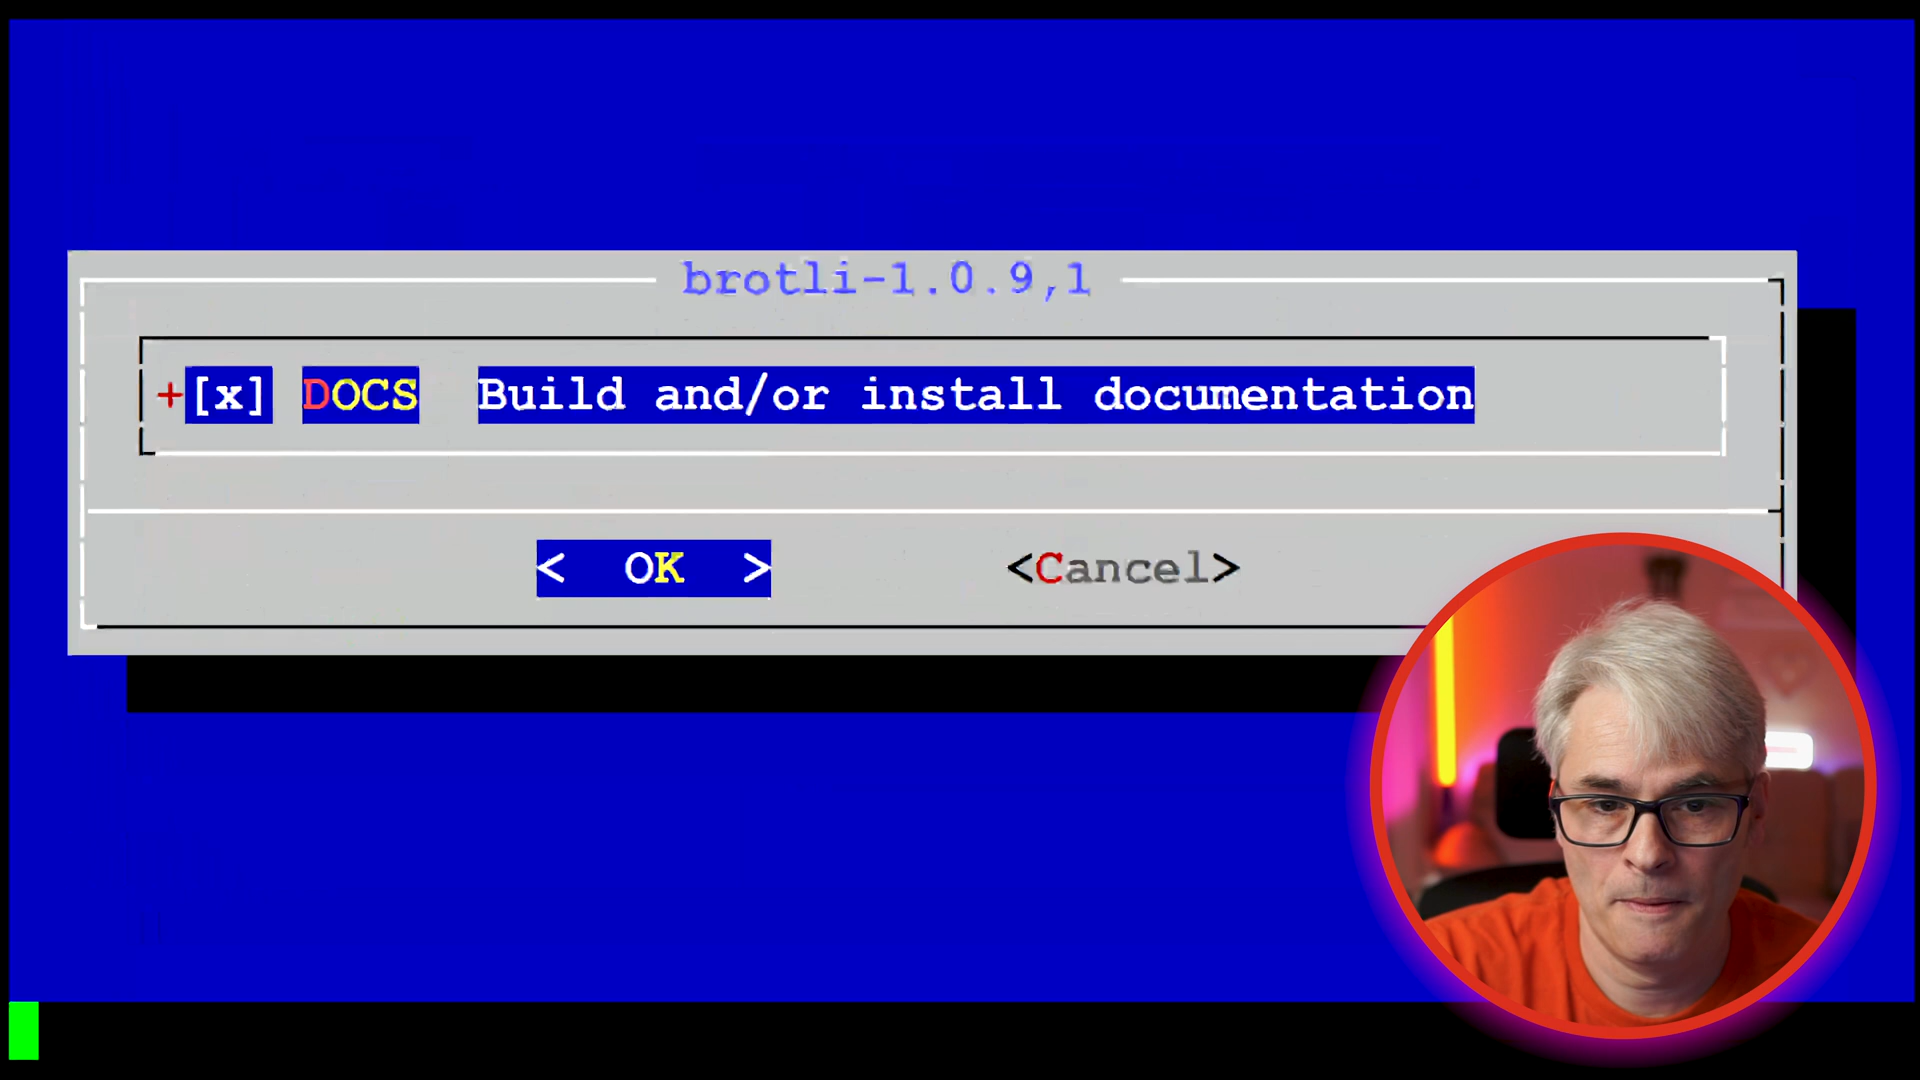 brotli-1.0.9,1
+[x] DOCS Build and/or install documentation
< OK > <Cancel>